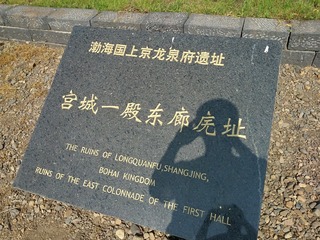 渤海国上京龙泉府遗址
宫城一殿东廊庑址
THE RUINS OF LONGQUANFU,SHANGJING,
BOHAI KINGDOM
RUINS OF THE EAST COLONNADE OF THE FIRST HALL